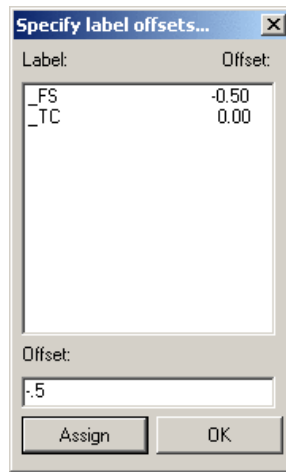 Specify label offsets...
Label: Offset:
_FS -0.50
_TC 0.00
Offset:
-.5
Assign OK